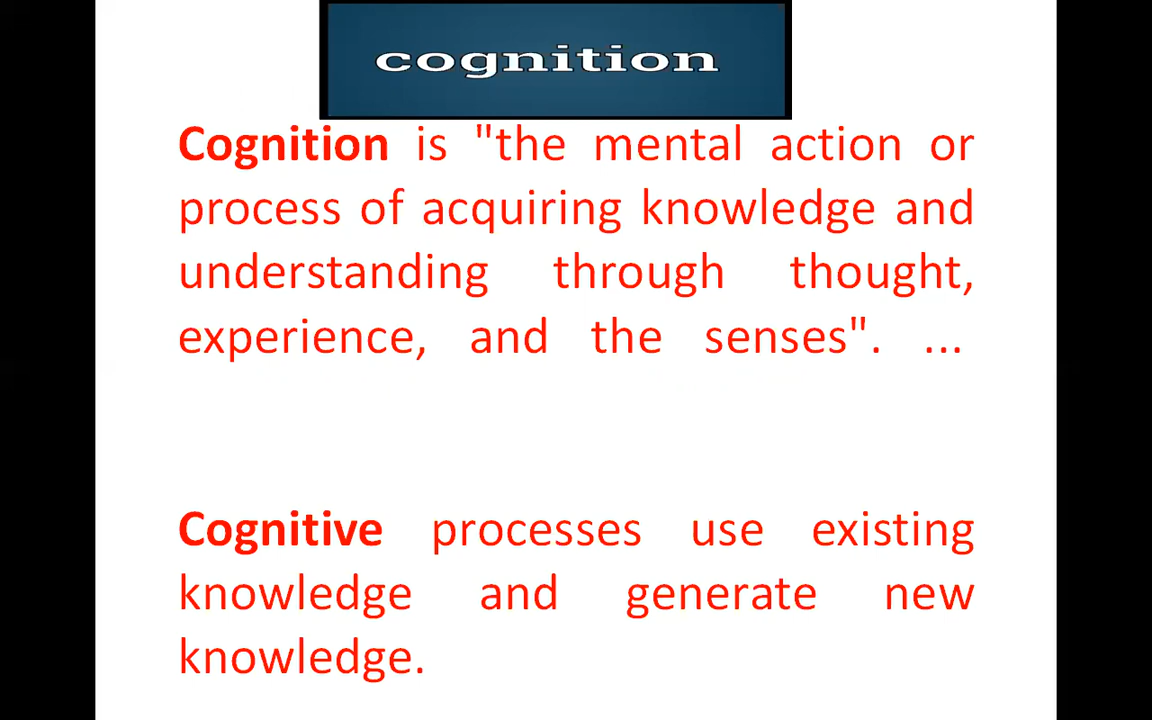 cognition
Cognition is "the mental action or
process of acquiring knowledge and
understanding through thought,
experience, and the senses". ...
Cognitive processes use existing
knowledge and generate new
knowledge.